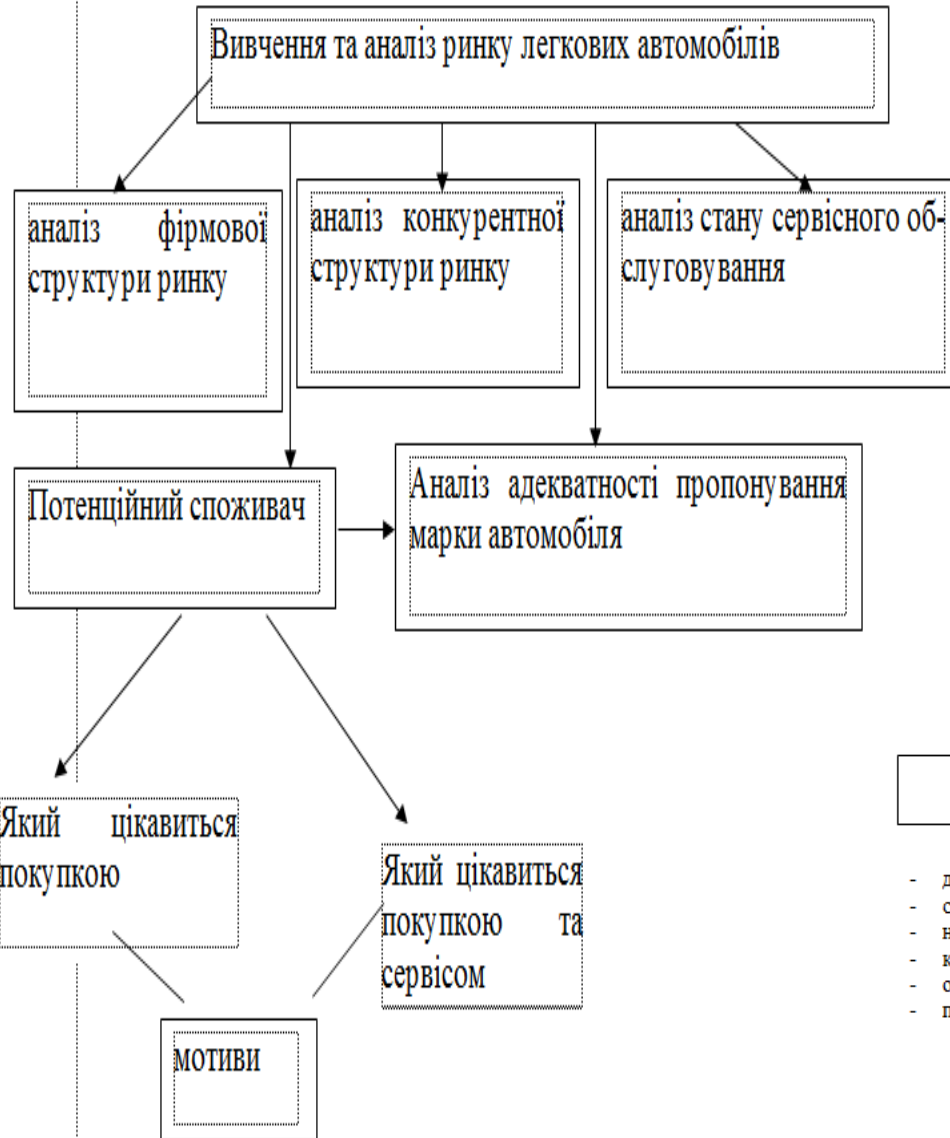 Вивчення та аналіз ринку легкових автомобілів
аналіз фірмової
структури ринку
аналіз конкурентної
структури ринку
аналіз стану сервісного об-
слуговування
Потенційний споживач
Аналіз адекватності пропонування
марки автомобіля
Який цікавиться
покупкою
Який цікавиться
покупкою та
сервісом
мотиви